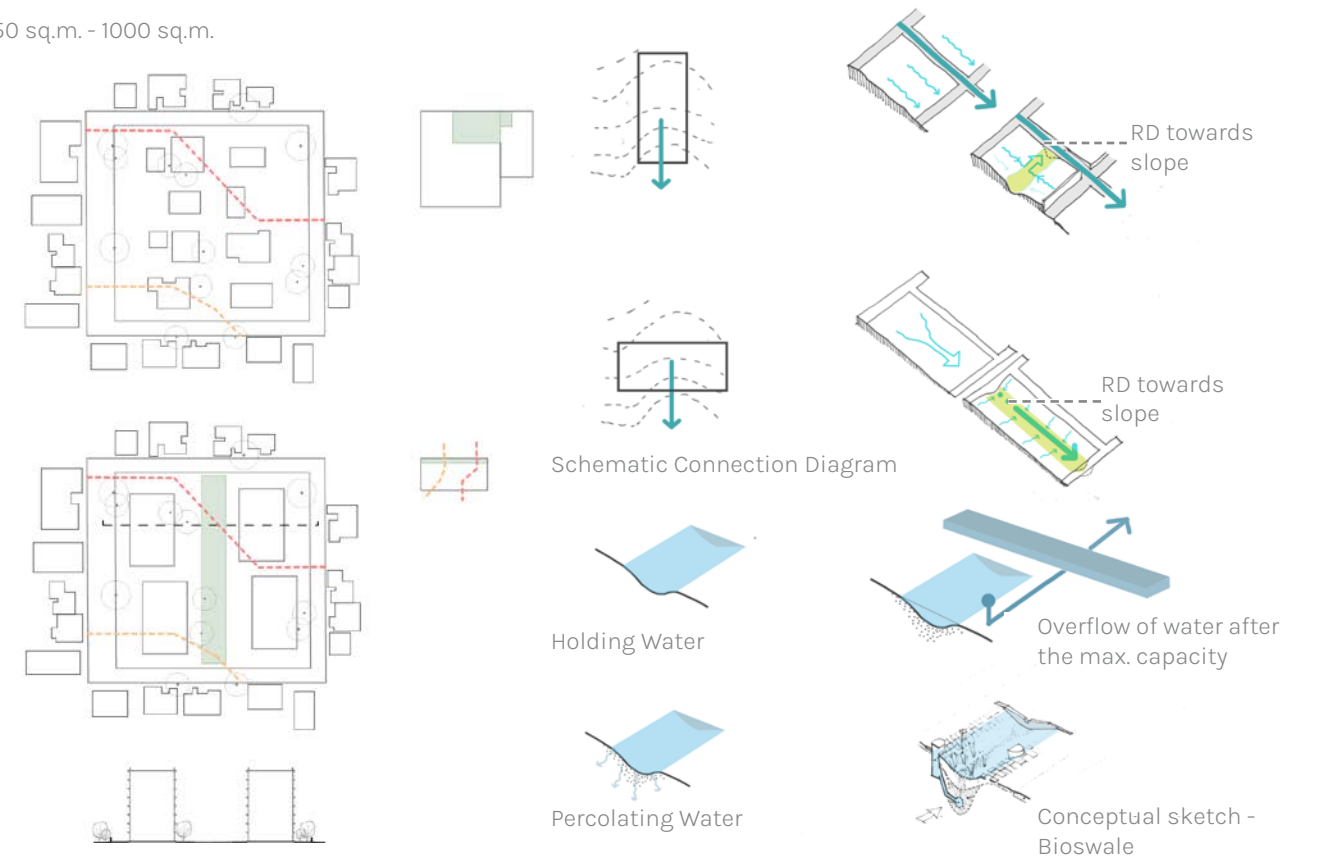 50 sq.m. - 1000 sq.m.
RD towards
slope
RD towards
slope
Schematic Connection Diagram
Holding Water
Overflow of water after
the max. capacity
Percolating Water
Conceptual sketch -
Bioswale